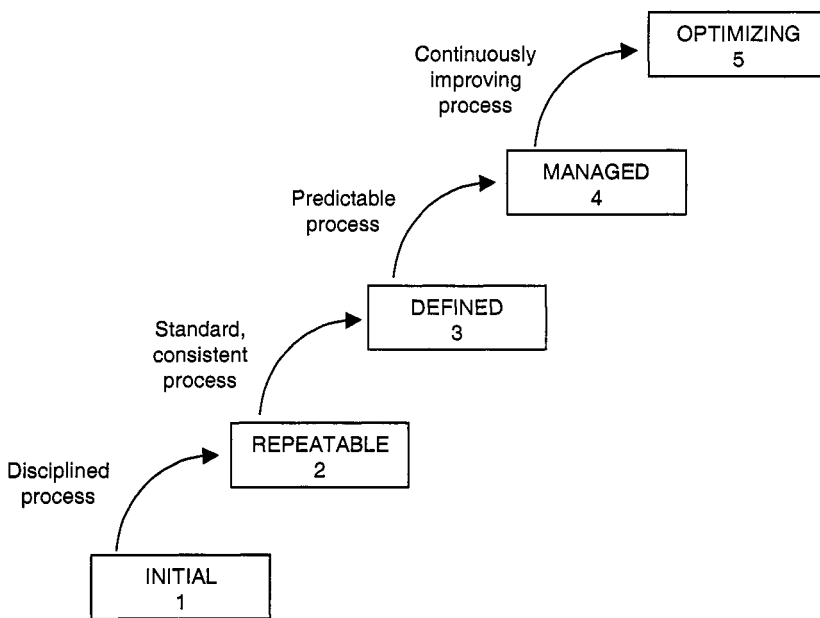 OPTIMIZING
5
Continuously
improving
process
MANAGED
4
Predictable
process
DEFINED
3
Standard,
consistent
process
REPEATABLE
2
Disciplined
process
INITIAL
1